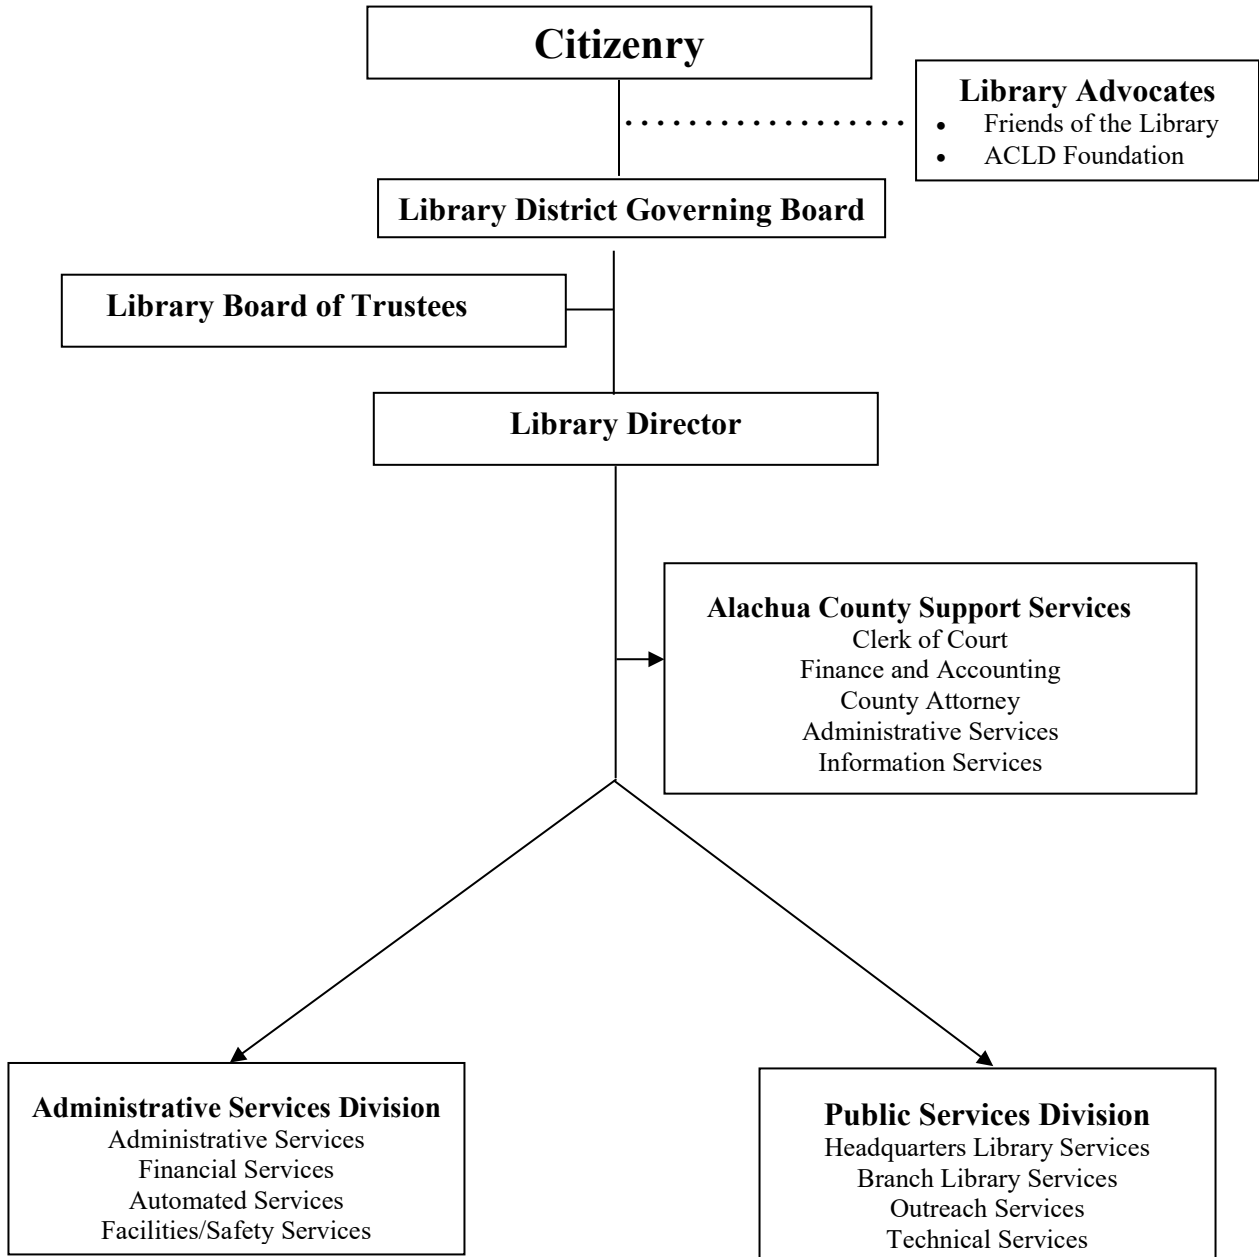 Citizenry
Library Advocates
• Friends of the Library
• ACLD Foundation
Library District Governing Board
Library Board of Trustees
Library Director
Alachua County Support Services
Clerk of Court
Finance and Accounting
County Attorney
Administrative Services
Information Services
Administrative Services Division
Administrative Services
Financial Services
Automated Services
Facilities/Safety Services
Public Services Division
Headquarters Library Services
Branch Library Services
Outreach Services
Technical Services